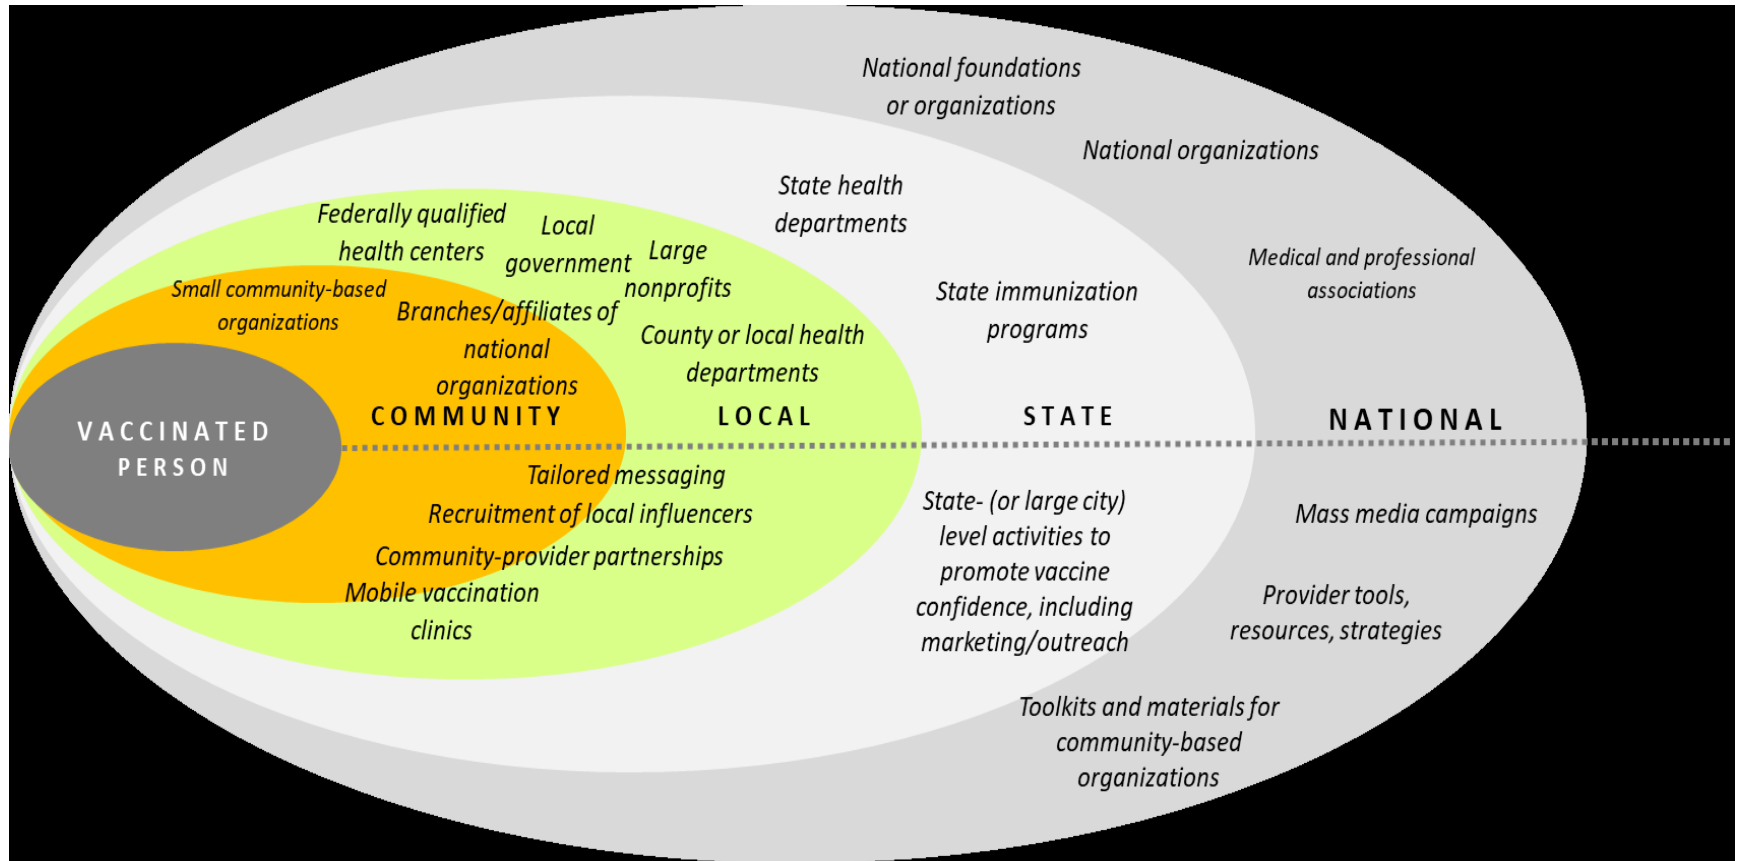 National foundations
or organizations
National organizations
State health
departments
Federally qualified
health centers
Local
government
Large
nonprofits
Medical and professional
associations
Small community-based
organizations
Branches/affiliates of
national
organizations
State immunization
programs
County or local health
departments
VACCINATED
PERSON
COMMUNITY
LOCAL
STATE
NATIONAL
Tailored messaging
Recruitment of local influencers
Community-provider partnerships
Mobile vaccination
clinics
State- (or large city)
level activities to
promote vaccine
confidence, including
marketing/outreach
Mass media campaigns
Provider tools,
resources, strategies
Toolkits and materials for
community-based
organizations